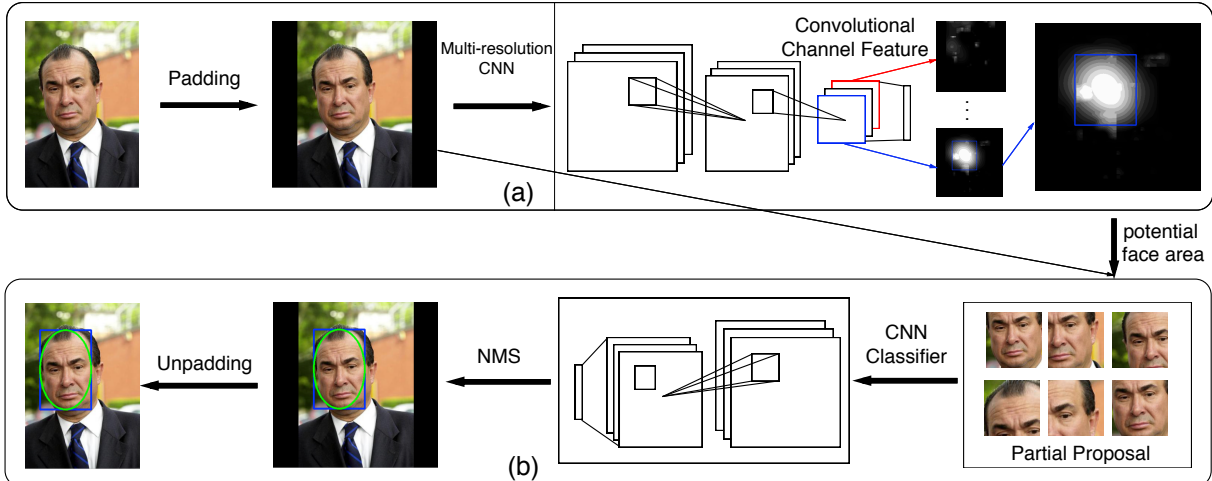 Padding
Multi-resolution
CNN
Convolutional
Channel Feature
(a)
potential
face area
Unpadding
NMS
CNN
Classifier
Partial Proposal
(b)